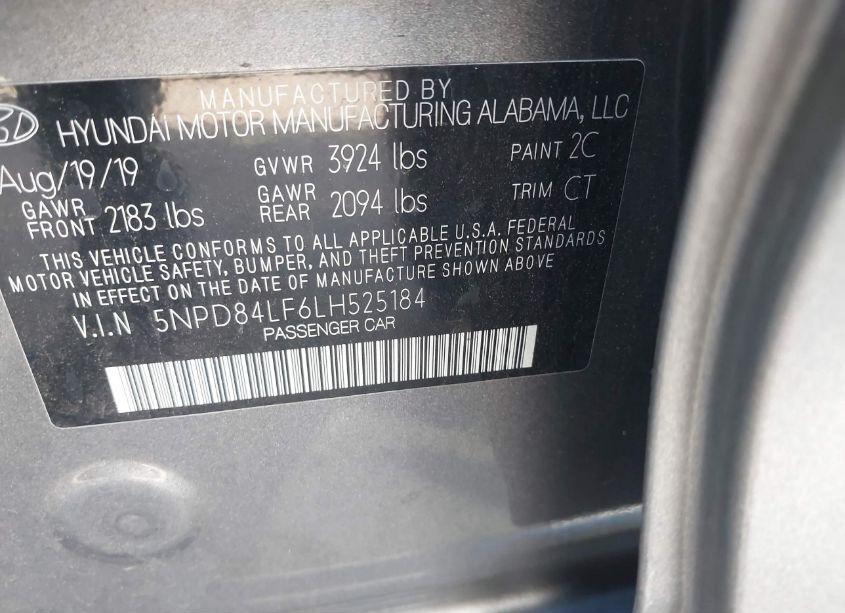 MANUFACTURED BY
HYUNDAI MOTOR MANUFACTURING ALABAMA, LLC
Aug/19/19 GVWR 3924 lbs PAINT 2C
GAWR FRONT 2183 lbs GAWR REAR 2094 lbs TRIM CT
THIS VEHICLE CONFORMS TO ALL APPLICABLE U.S.A. FEDERAL
MOTOR VEHICLE SAFETY, BUMPER, AND THEFT PREVENTION STANDARDS
IN EFFECT ON THE DATE OF MANUFACTURE SHOWN ABOVE
V.I.N 5NPD84LF6LH525184
PASSENGER CAR